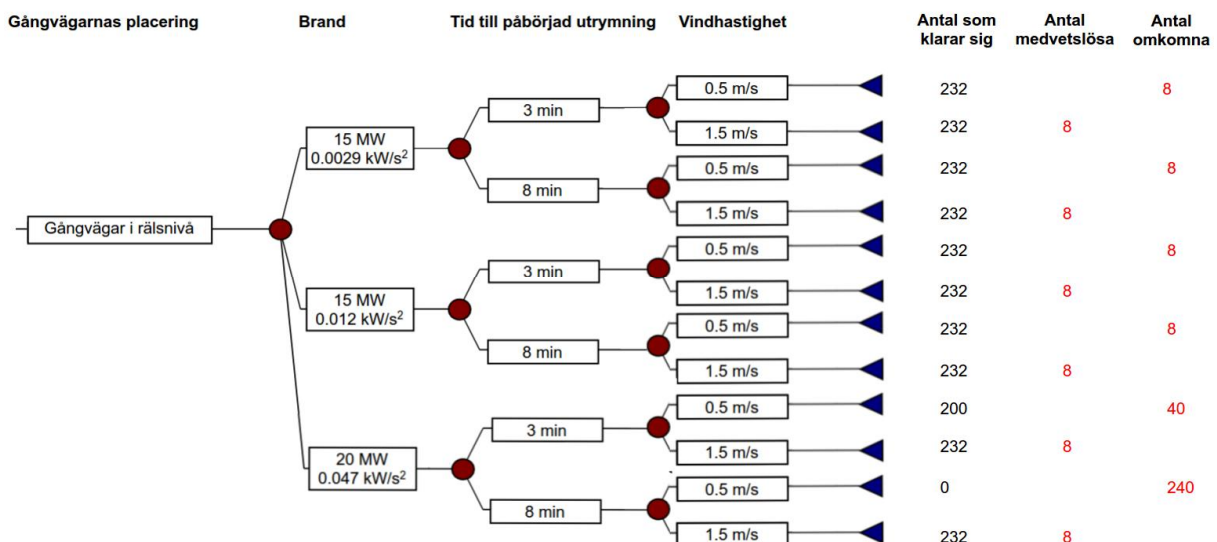 Gångvägarnas placering Brand Tid till påbörjad utrymning Vindhastighet Antal som klarar sig Antal medvetslösa Antal omkomna
0.5 m/s 232 8
3 min
1.5 m/s 232 8
15 MW
0.0029 kW/s²
0.5 m/s 232 8
8 min
1.5 m/s 232 8
Gångvägar i rälsnivå
0.5 m/s 232 8
3 min
1.5 m/s 232 8
15 MW
0.012 kW/s²
0.5 m/s 232 8
8 min
1.5 m/s 232 8
0.5 m/s 200 40
3 min
1.5 m/s 232 8
20 MW
0.047 kW/s²
0.5 m/s 0 240
8 min
1.5 m/s 232 8